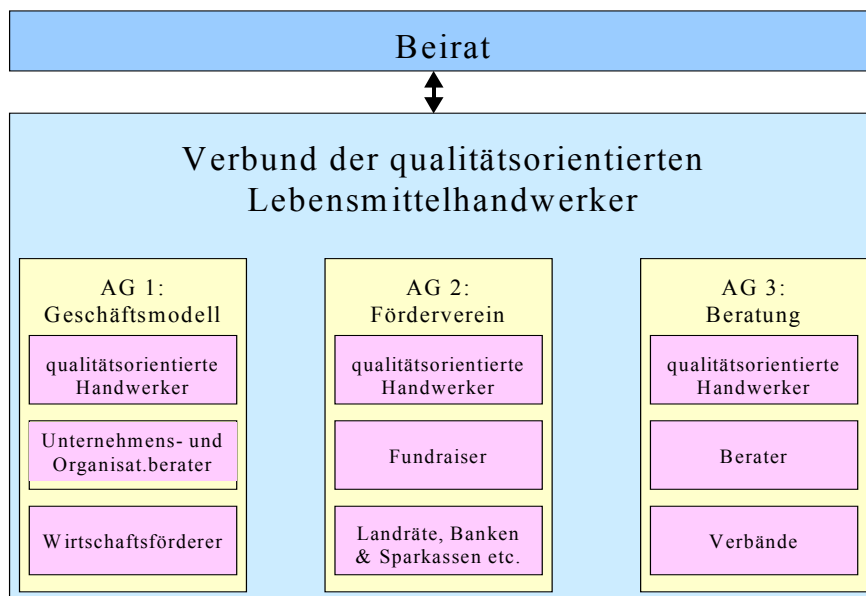 Beirat
Verbund der qualitätsorientierten
Lebensmittelhandwerker
AG 1:
Geschäftsmodell
qualitätsorientierte
Handwerker
Unternehmens- und
Organisat.berater
Wirtschaftsförderer
AG 2:
Förderverein
qualitätsorientierte
Handwerker
Fundraiser
Landräte, Banken
& Sparkassen etc.
AG 3:
Beratung
qualitätsorientierte
Handwerker
Berater
Verbände